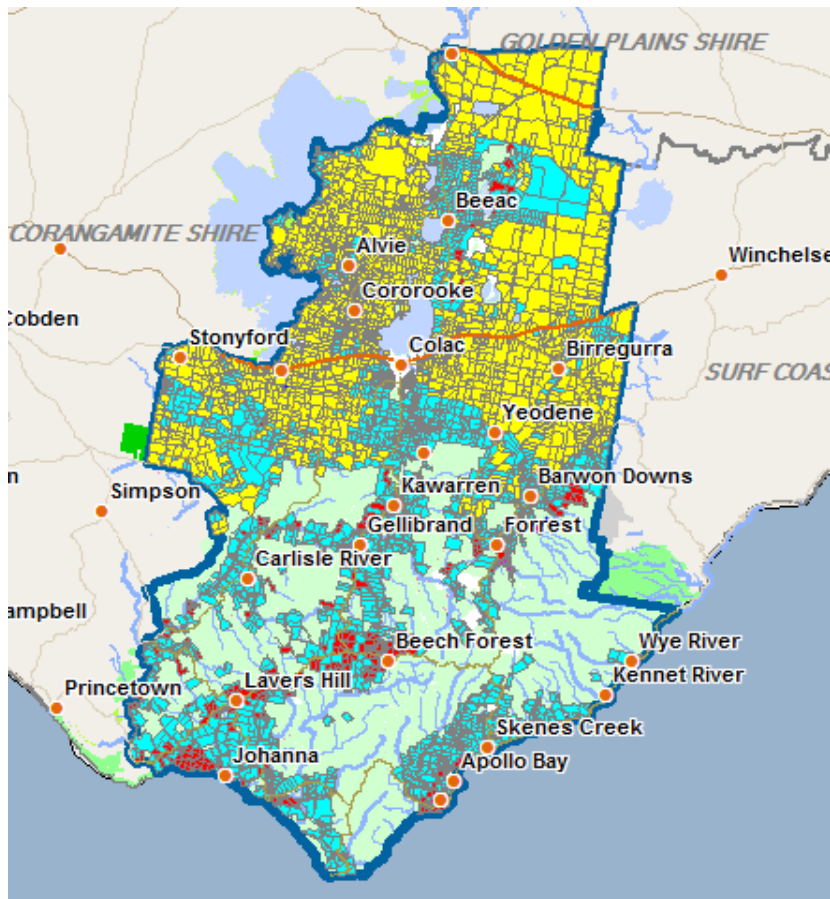 GOLDEN PLAINS SHIRE
Beeac
CORANGAMITE SHIRE
Alvie
Winchelse
Cororooke
Cobden
Stonyford
Colac
Birregurra
SURF COAS
Yeodene
n
Kawarren
Barwon Downs
Simpson
Gellibrand
Forrest
Carlisle River
ampbell
Beech Forest
Wye River
Kennet River
Princetown
Lavers Hill
Skenes Creek
Johanna
Apollo Bay